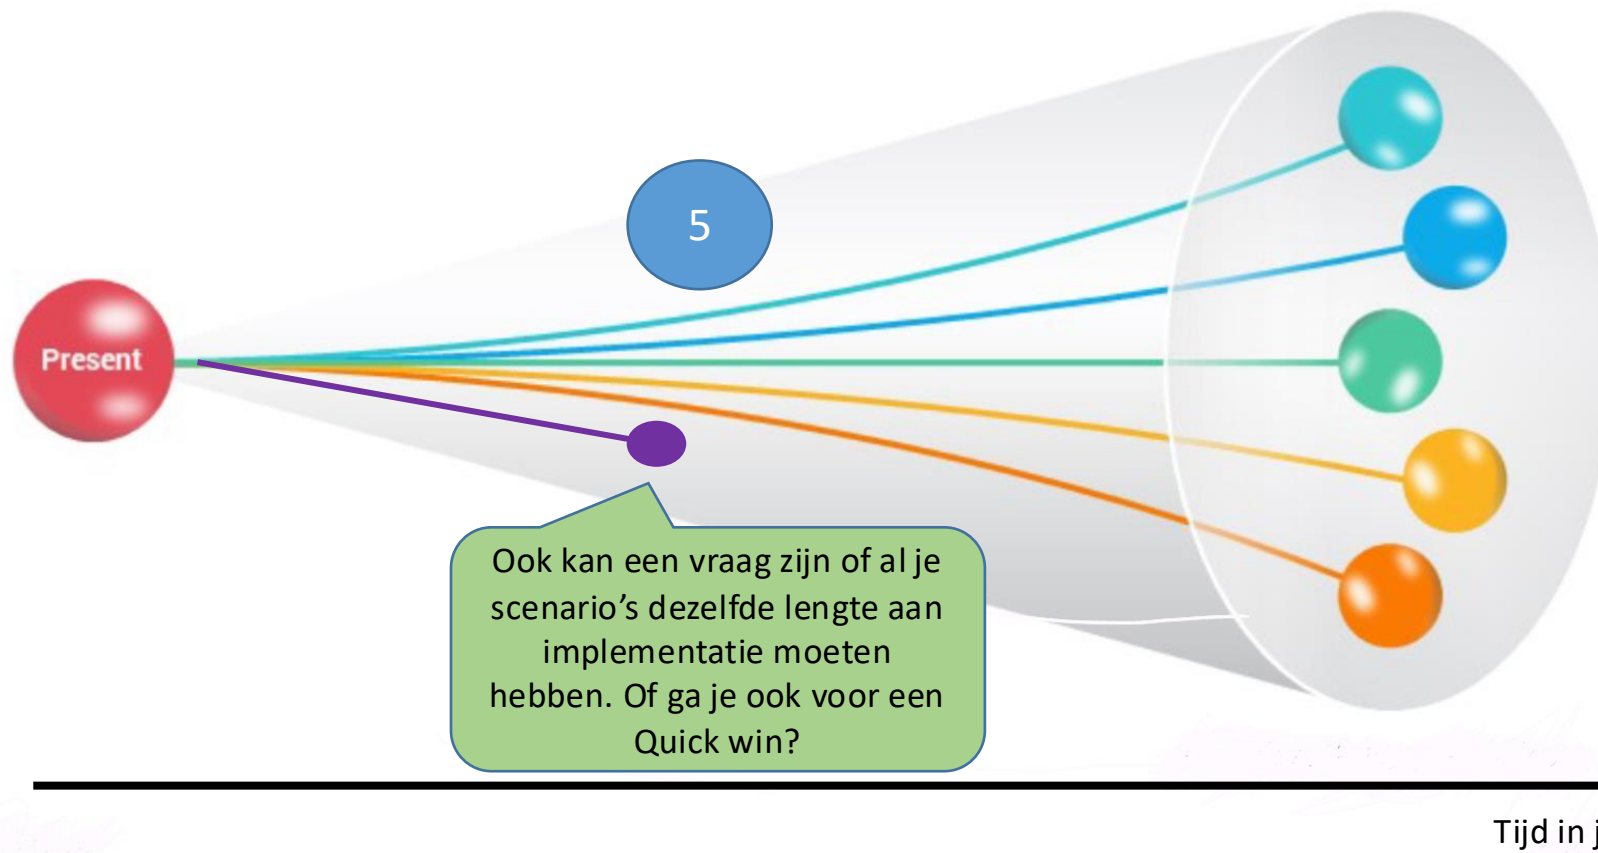 5
Present
Ook kan een vraag zijn of al je
scenario’s dezelfde lengte aan
implementatie moeten
hebben. Of ga je ook voor een
Quick win?
Tijd in j